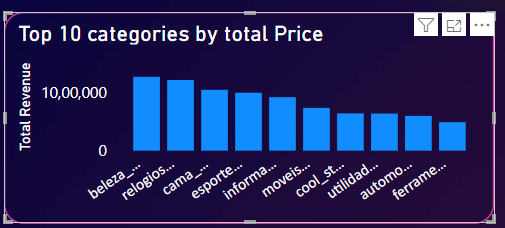 Top 10 categories by total Price
Total Revenue
10,00,000
0
beleza_...
relogios...
cama_...
esporte...
informa...
moveis...
cool_st...
utilidad...
automo...
ferrame...